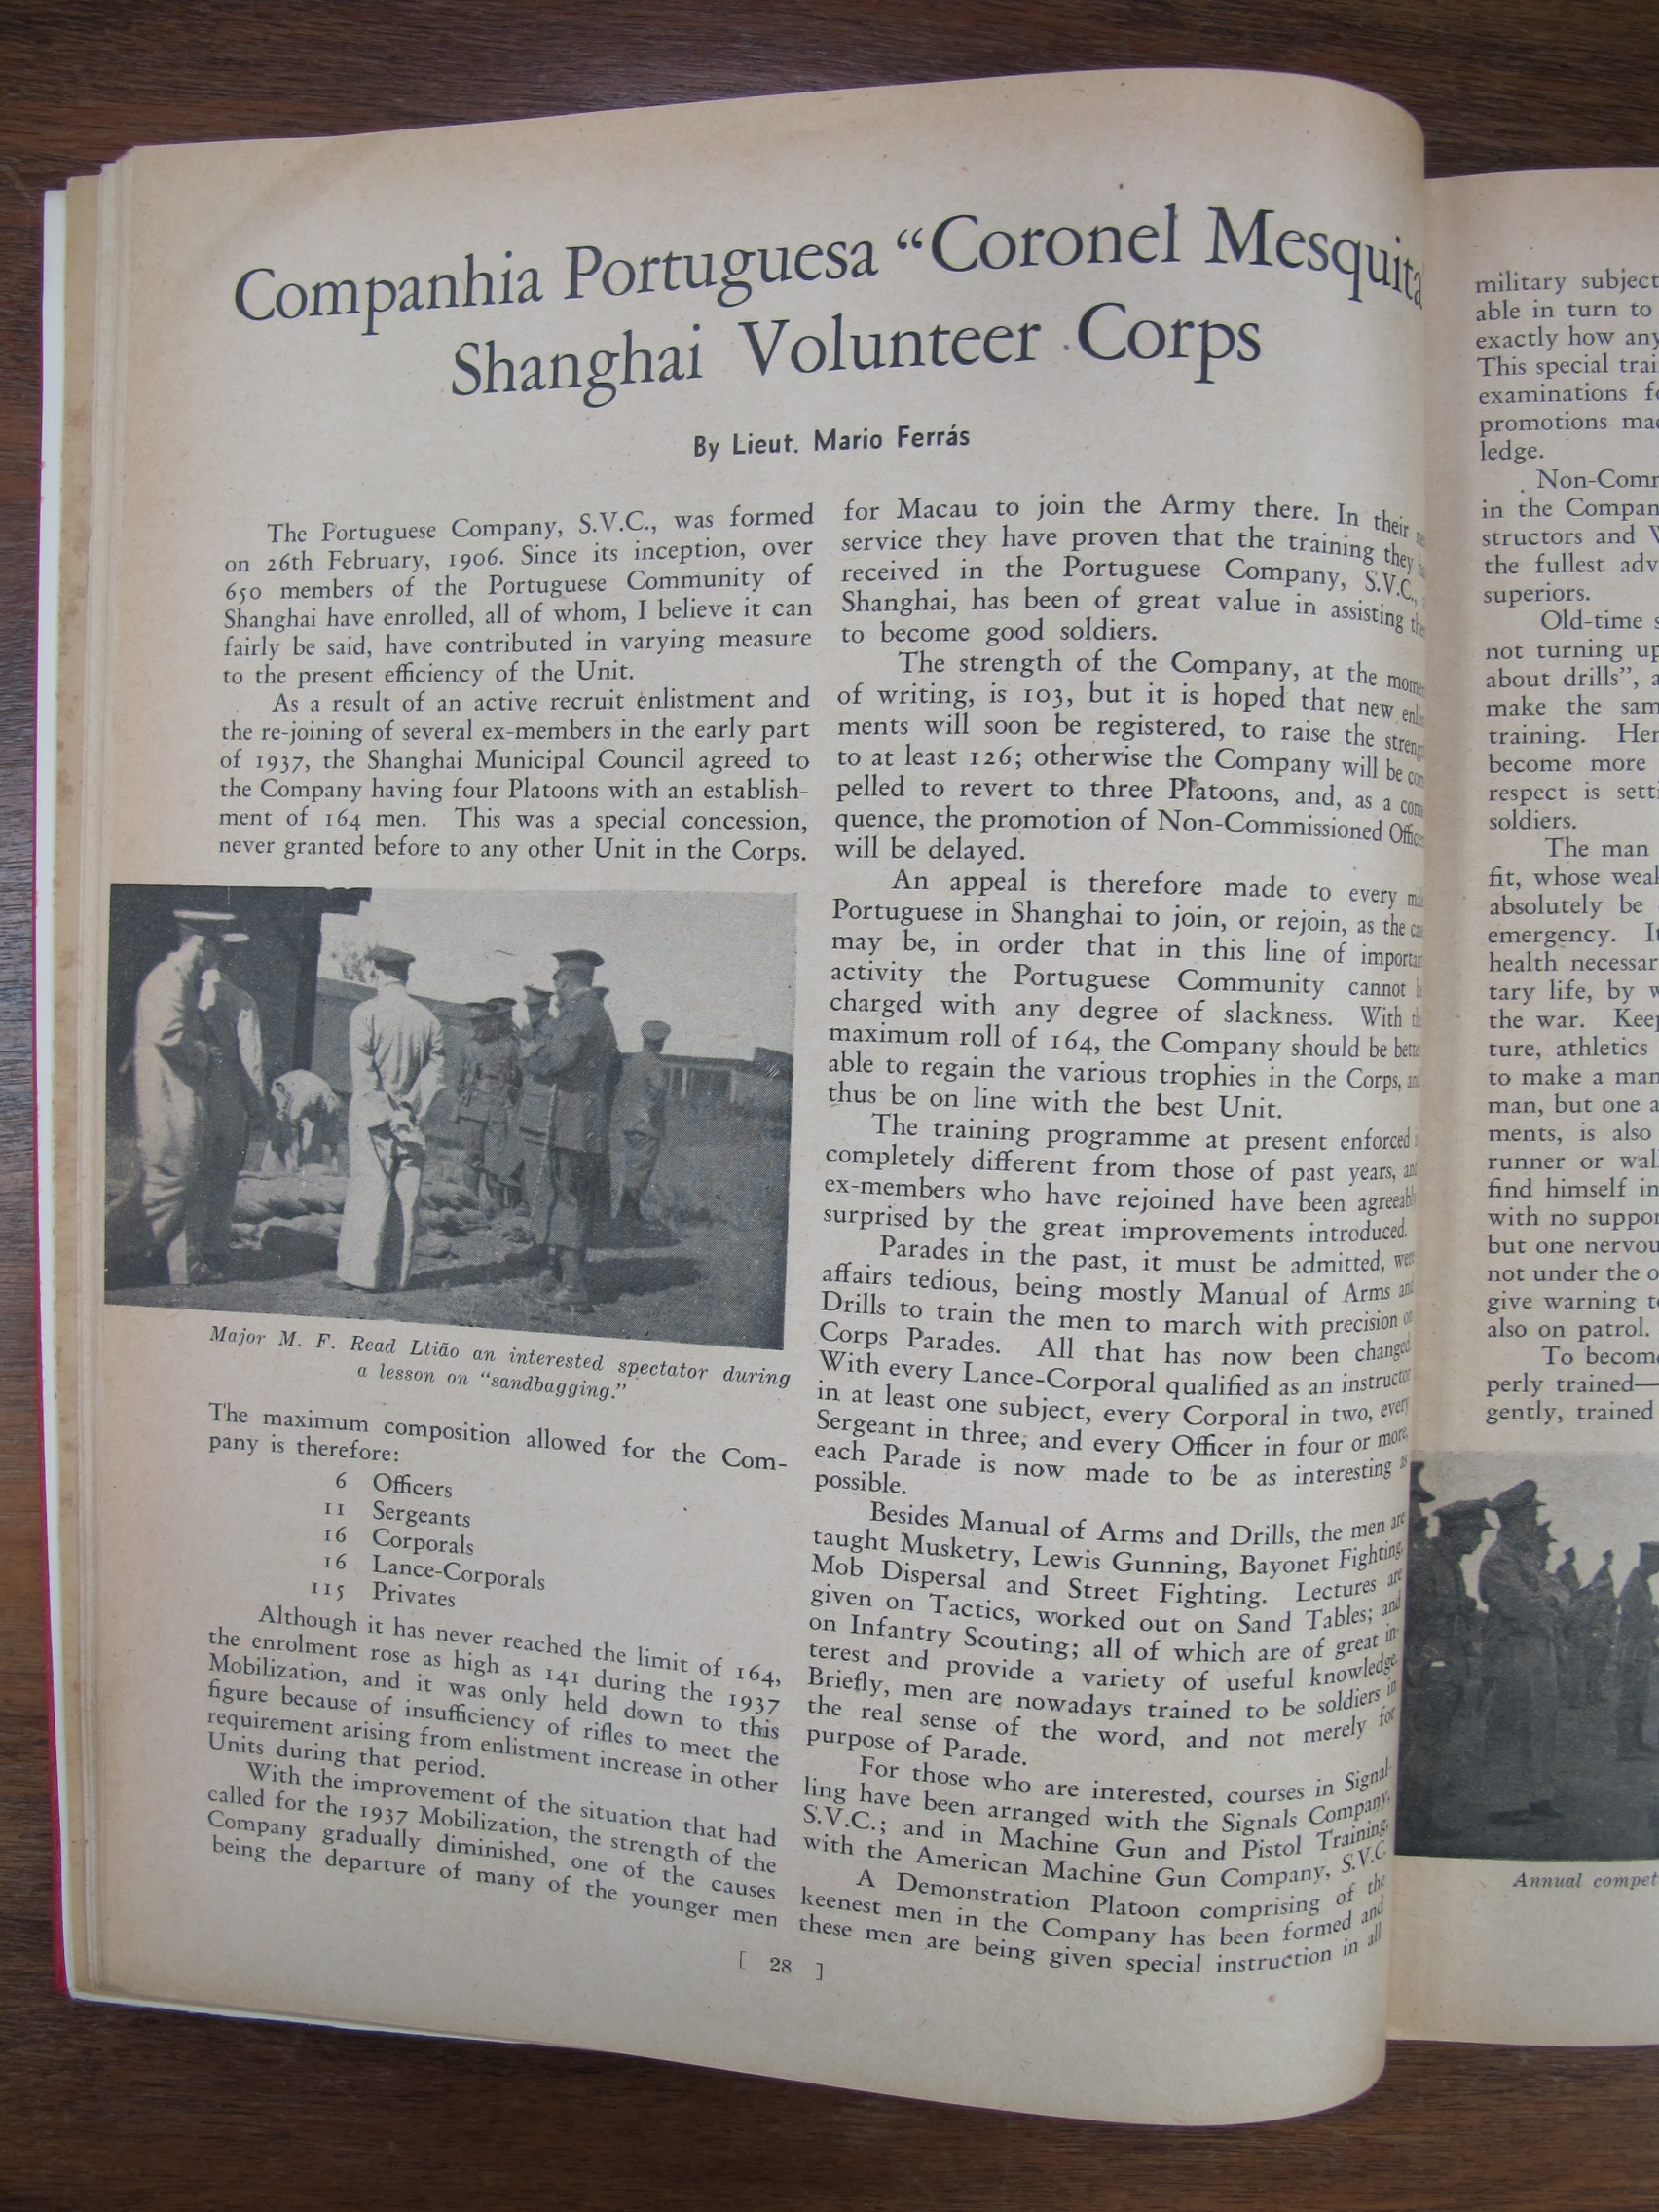 Companhia Portuguesa “Coronel Mesquita
Shanghai Volunteer Corps
By Lieut. Mario Ferrás
The Portuguese Company, S.V.C., was formed
on 26th February, 1906. Since its inception, over
650 members of the Portuguese Community of
Shanghai have enrolled, all of whom, I believe it can
fairly be said, have contributed in varying measure
to the present efficiency of the Unit.
As a result of an active recruit enlistment and
the re-joining of several ex-members in the early part
of 1937, the Shanghai Municipal Council agreed to
the Company having four Platoons with an establish-
ment of 164 men. This was a special concession,
never granted before to any other Unit in the Corps.
Major M. F. Read Ltião an interested spectator during
a lesson on “sandbagging.”
The maximum composition allowed for the Com-
pany is therefore:
6 Officers
11 Sergeants
16 Corporals
16 Lance-Corporals
115 Privates
Although it has never reached the limit of 164,
the enrolment rose as high as 141 during the 1937
Mobilization, and it was only held down to this
figure because of insufficiency of rifles to meet the
requirement arising from enlistment increase in other
Units during that period.
With the improvement of the situation that had
called for the 1937 Mobilization, the strength of the
Company gradually diminished, one of the causes
being the departure of many of the younger men
for Macau to join the Army there. In their
service they have proven that the training they
received in the Portuguese Company, S.V.C.,
Shanghai, has been of great value in assisting
to become good soldiers.
The strength of the Company, at the
of writing, is 103, but it is hoped that new
ments will soon be registered, to raise the
to at least 126; otherwise the Company will be
pelled to revert to three Platoons, and, as a
quence, the promotion of Non-Commissioned
will be delayed.
An appeal is therefore made to every
Portuguese in Shanghai to join, or rejoin, as the
may be, in order that in this line of
activity the Portuguese Community cannot
charged with any degree of slackness. With
maximum roll of 164, the Company should be
able to regain the various trophies in the Corps,
thus be on line with the best Unit.
The training programme at present enforced
completely different from those of past years,
ex-members who have rejoined have been
surprised by the great improvements introduced.
Parades in the past, it must be admitted, were
affairs tedious, being mostly Manual of Arms and
Drills to train the men to march with precision on
Corps Parades. All that has now been changed.
With every Lance-Corporal qualified as an instructor
in at least one subject, every Corporal in two, every
Sergeant in three, and every Officer in four or more,
each Parade is now made to be as interesting as
possible.
Besides Manual of Arms and Drills, the men are
taught Musketry, Lewis Gunning, Bayonet Fighting,
Mob Dispersal and Street Fighting. Lectures are
given on Tactics, worked out on Sand Tables; and
on Infantry Scouting; all of which are of great in-
terest and provide a variety of useful knowledge.
Briefly, men are nowadays trained to be soldiers in
the real sense of the word, and not merely for
purpose of Parade.
For those who are interested, courses in Signal-
ling have been arranged with the Signals Company,
S.V.C.; and in Machine Gun and Pistol Training,
with the American Machine Gun Company, S.V.C.
A Demonstration Platoon comprising of the
keenest men in the Company has been formed and
these men are being given special instruction in all
[ 28 ]
military subject
able in turn to
exactly how any
This special
examinations
promotions
ledge.
in the
structors and
the fullest
superiors.
Old-time
not turning up
about drills”,
make the
training.
become more
respect is
soldiers.
The man
fit, whose
absolutely be
emergency.
health
tary life, by
the war.
ture, athletics
to make a man
man, but one
ments, is also
runner or
find himself in
with no
but one
not under the
give warning
also on patrol.
To
perly trained—
gently, trained
Annual